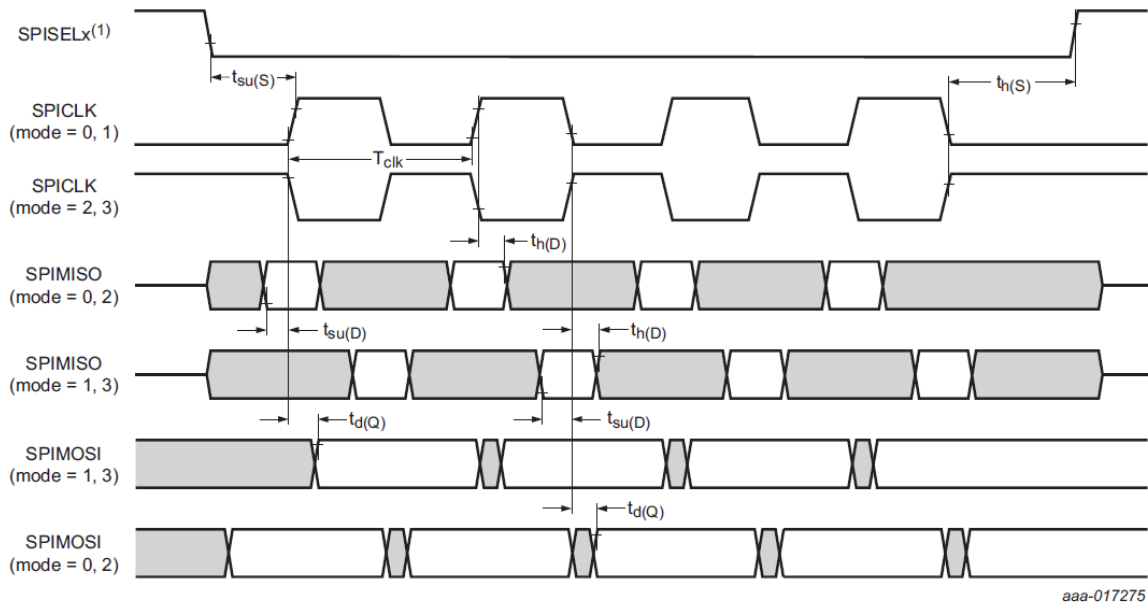 SPISELx(1)
tsu(S)
th(S)
SPICLK
(mode = 0, 1)
Tclk
SPICLK
(mode = 2, 3)
th(D)
SPIMISO
(mode = 0, 2)
tsu(D)
th(D)
SPIMISO
(mode = 1, 3)
td(Q)
tsu(D)
SPIMOSI
(mode = 1, 3)
td(Q)
SPIMOSI
(mode = 0, 2)
aaa-017275